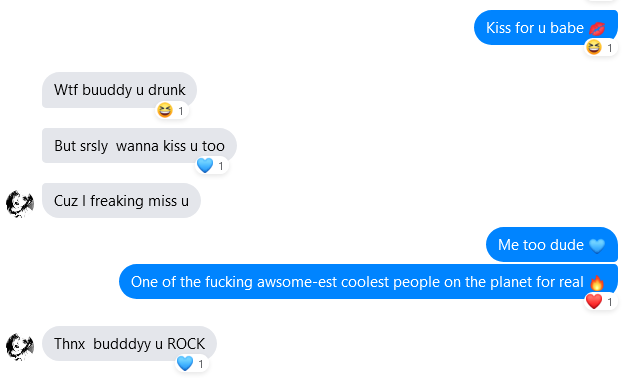 Kiss for u babe 💋
😆 1
Wtf buuddy u drunk
😆 1
But srsly  wanna kiss u too
💙 1
Cuz I freaking miss u
Me too dude 💙
One of the fucking awsome-est coolest people on the planet for real 🔥
❤️ 1
Thnx  budddyy u ROCK
💙 1